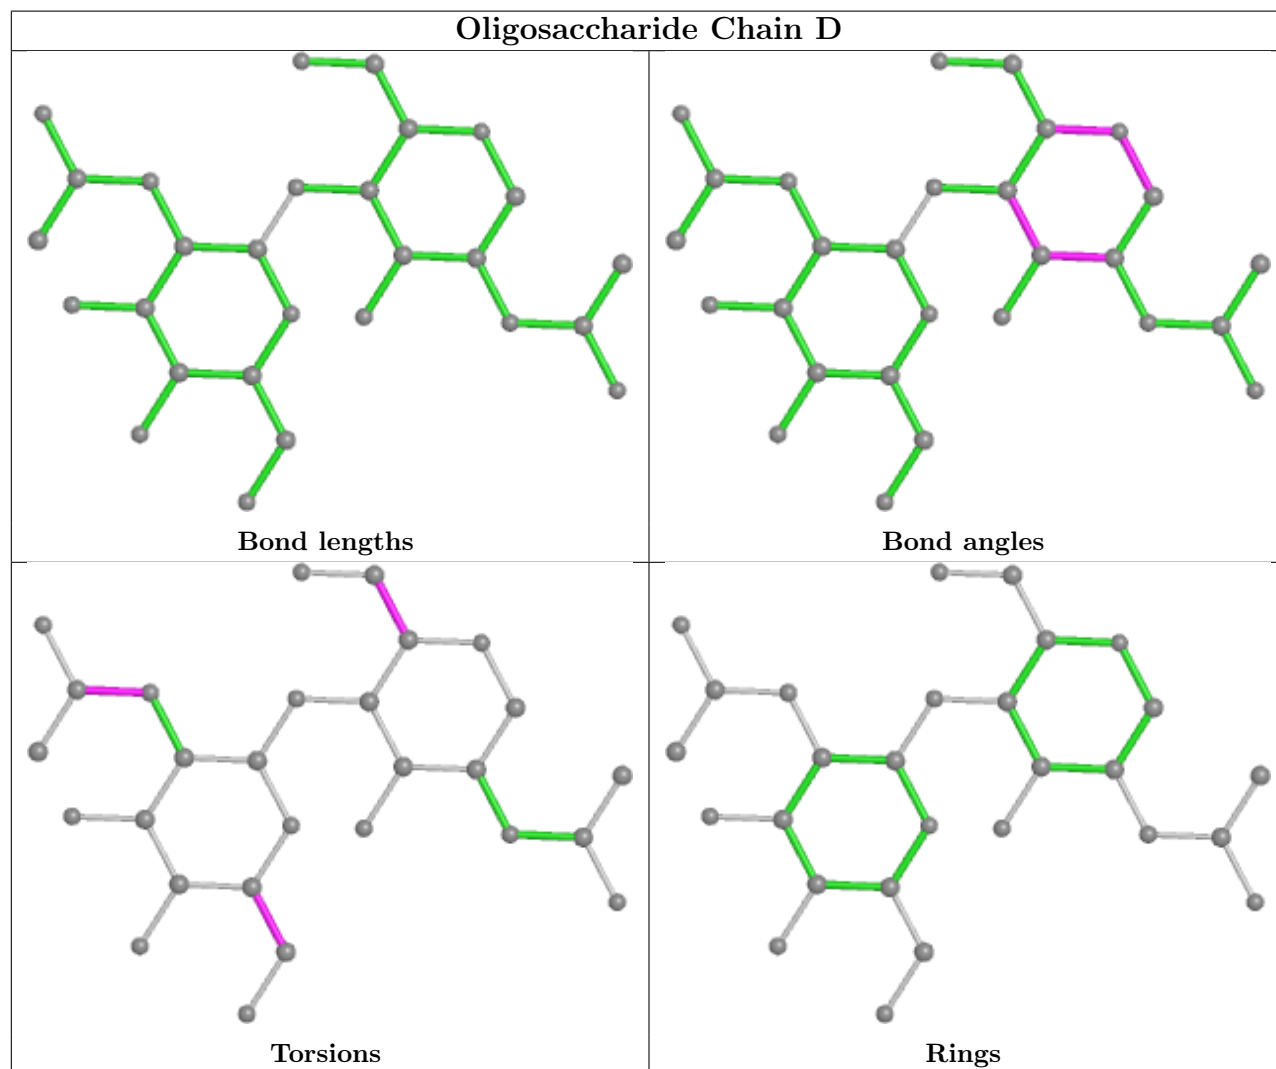 Oligosaccharide Chain D
Bond lengths
Bond angles
Torsions
Rings